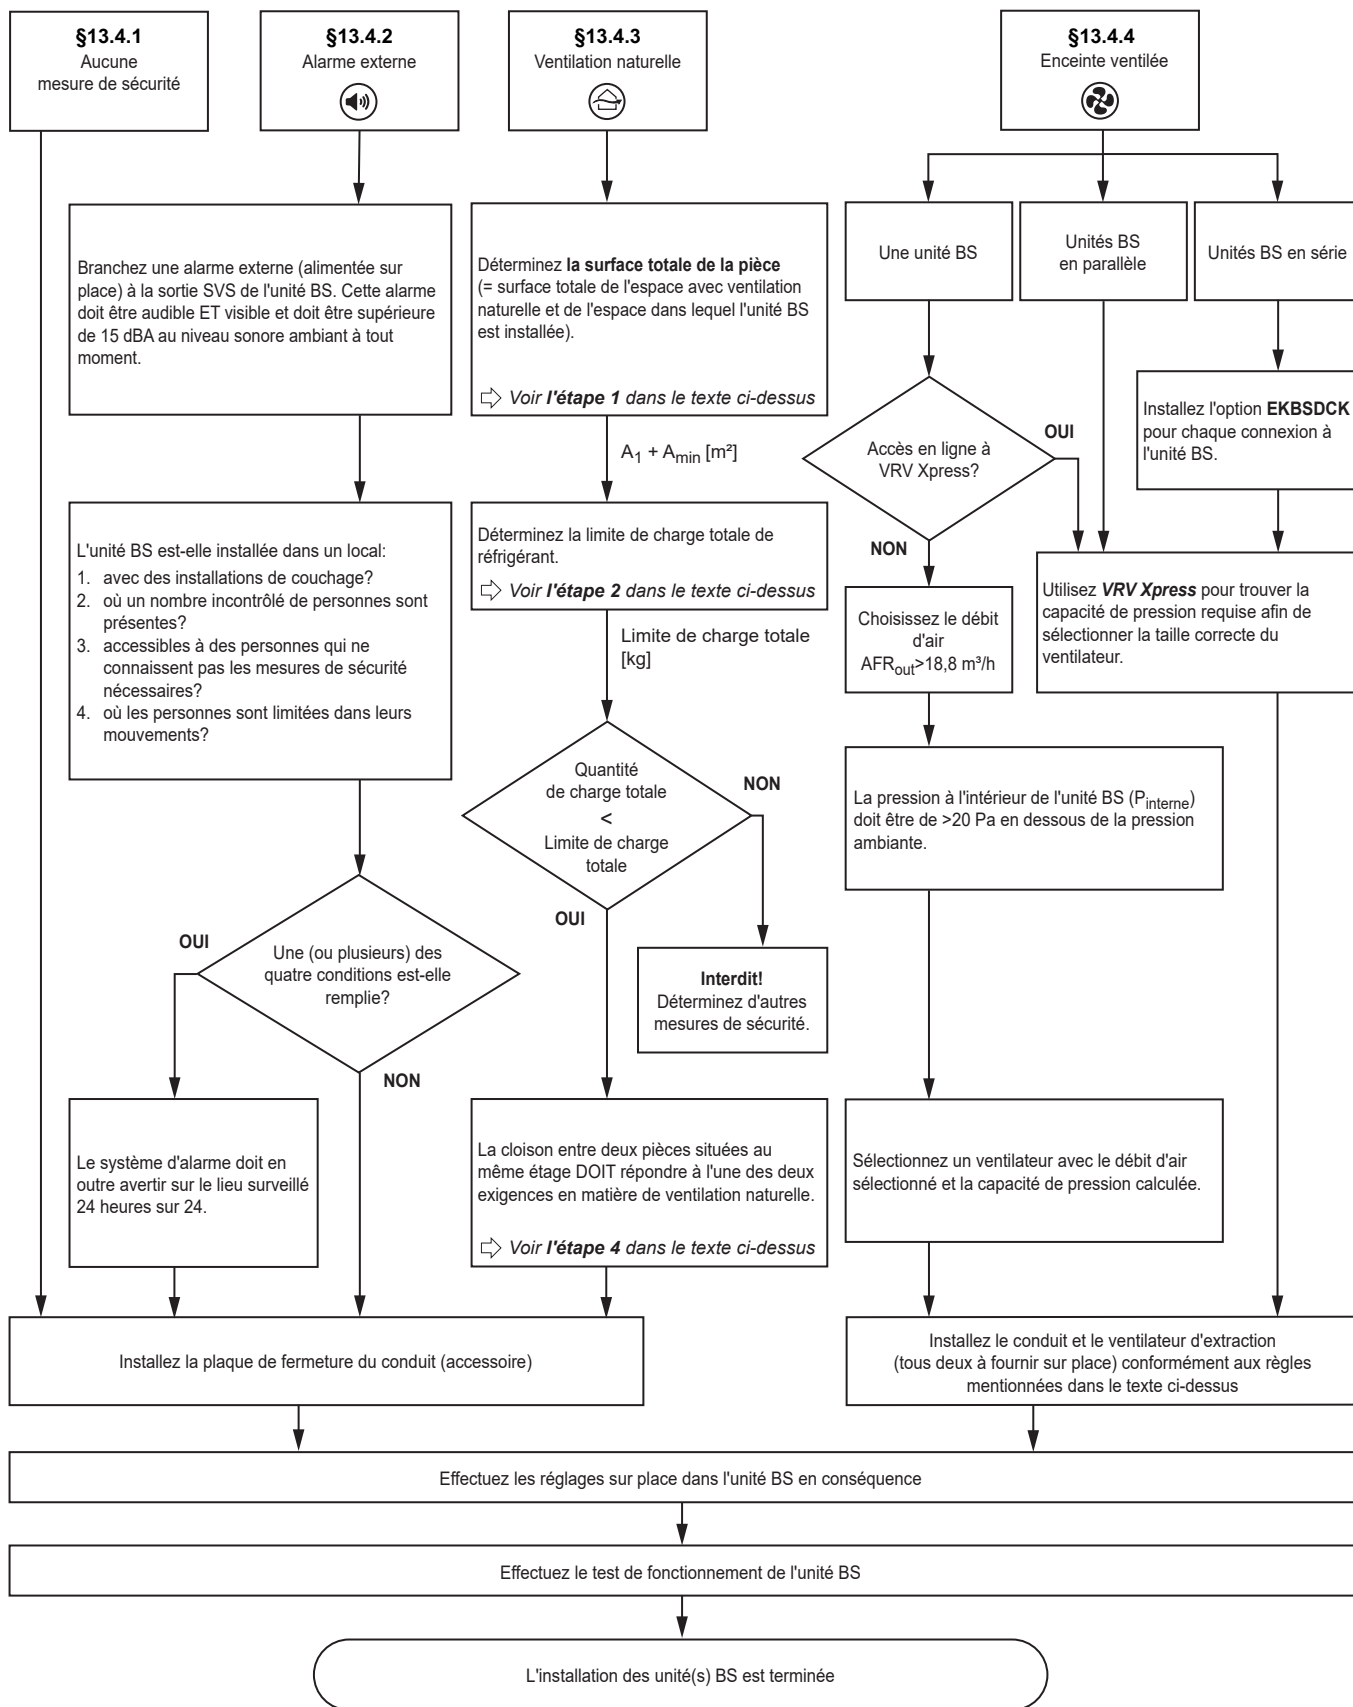 §13.4.1
Aucune
mesure de sécurité
§13.4.2
Alarme externe
§13.4.3
Ventilation naturelle
§13.4.4
Enceinte ventilée
Branchez une alarme externe (alimentée sur
place) à la sortie SVS de l'unité BS. Cette alarme
doit être audible ET visible et doit être supérieure
de 15 dBA au niveau sonore ambiant à tout
moment.
Déterminez la surface totale de la pièce
(= surface totale de l'espace avec ventilation
naturelle et de l'espace dans lequel l'unité BS
est installée).
Voir l'étape 1 dans le texte ci-dessus
Une unité BS
Unités BS
en parallèle
Unités BS en série
A1 + Amin [m²]
Accès en ligne à
VRV Xpress?
OUI
NON
Installez l'option EKBSDCK
pour chaque connexion à
l'unité BS.
L'unité BS est-elle installée dans un local:
1. avec des installations de couchage?
2. où un nombre incontrôlé de personnes sont
présentes?
3. accessibles à des personnes qui ne
connaissent pas les mesures de sécurité
nécessaires?
4. où les personnes sont limitées dans leurs
mouvements?
Déterminez la limite de charge totale de
réfrigérant.
Voir l'étape 2 dans le texte ci-dessus
Limite de charge totale
[kg]
Choisissez le débit
d'air
AFRout>18,8 m³/h
Utilisez VRV Xpress pour trouver la
capacité de pression requise afin de
sélectionner la taille correcte du
ventilateur.
Quantité
de charge totale
<
Limite de charge
totale
NON
OUI
La pression à l'intérieur de l'unité BS (Pinterne)
doit être de >20 Pa en dessous de la pression
ambiante.
OUI
Une (ou plusieurs) des
quatre conditions est-elle
remplie?
NON
Interdit!
Déterminez d'autres
mesures de sécurité.
Le système d'alarme doit en
outre avertir sur le lieu surveillé
24 heures sur 24.
La cloison entre deux pièces situées au
même étage DOIT répondre à l'une des deux
exigences en matière de ventilation naturelle.
Voir l'étape 4 dans le texte ci-dessus
Sélectionnez un ventilateur avec le débit d'air
sélectionné et la capacité de pression calculée.
Installez la plaque de fermeture du conduit (accessoire)
Installez le conduit et le ventilateur d'extraction
(tous deux à fournir sur place) conformément aux règles
mentionnées dans le texte ci-dessus
Effectuez les réglages sur place dans l'unité BS en conséquence
Effectuez le test de fonctionnement de l'unité BS
L'installation des unité(s) BS est terminée